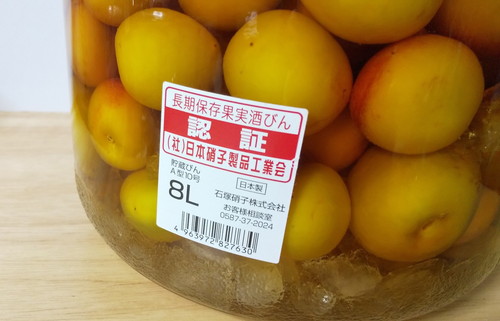 長期保存果実酒びん
認証
(社)日本硝子製品工業会
貯蔵びん
A型10号
8L
日本製
石塚硝子株式会社
お客様相談室
0587-37-2024
4 963972 827630